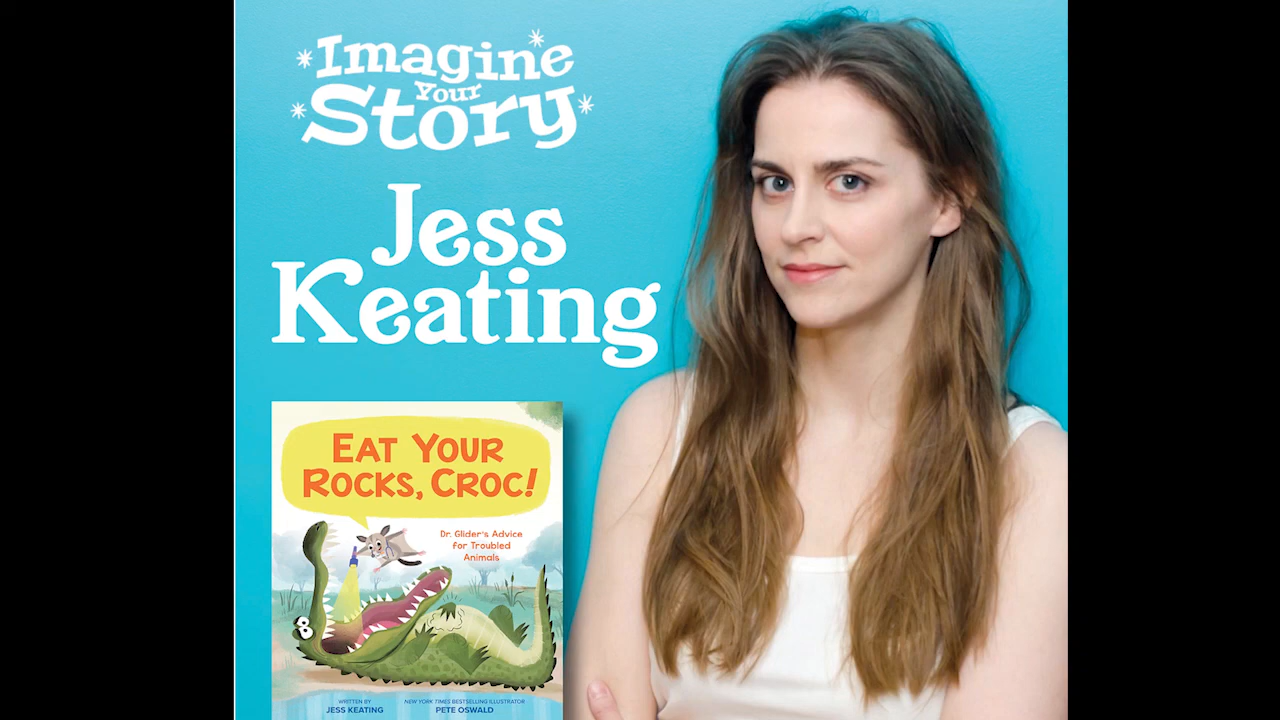 Imagine
Your
Story
Jess
Keating
EAT YOUR
ROCKS, CROC!
Dr. Glider's Advice
for Troubled
Animals
WRITTEN BY
JESS KEATING
NEW YORK TIMES BESTSELLING ILLUSTRATOR
PETE OSWALD